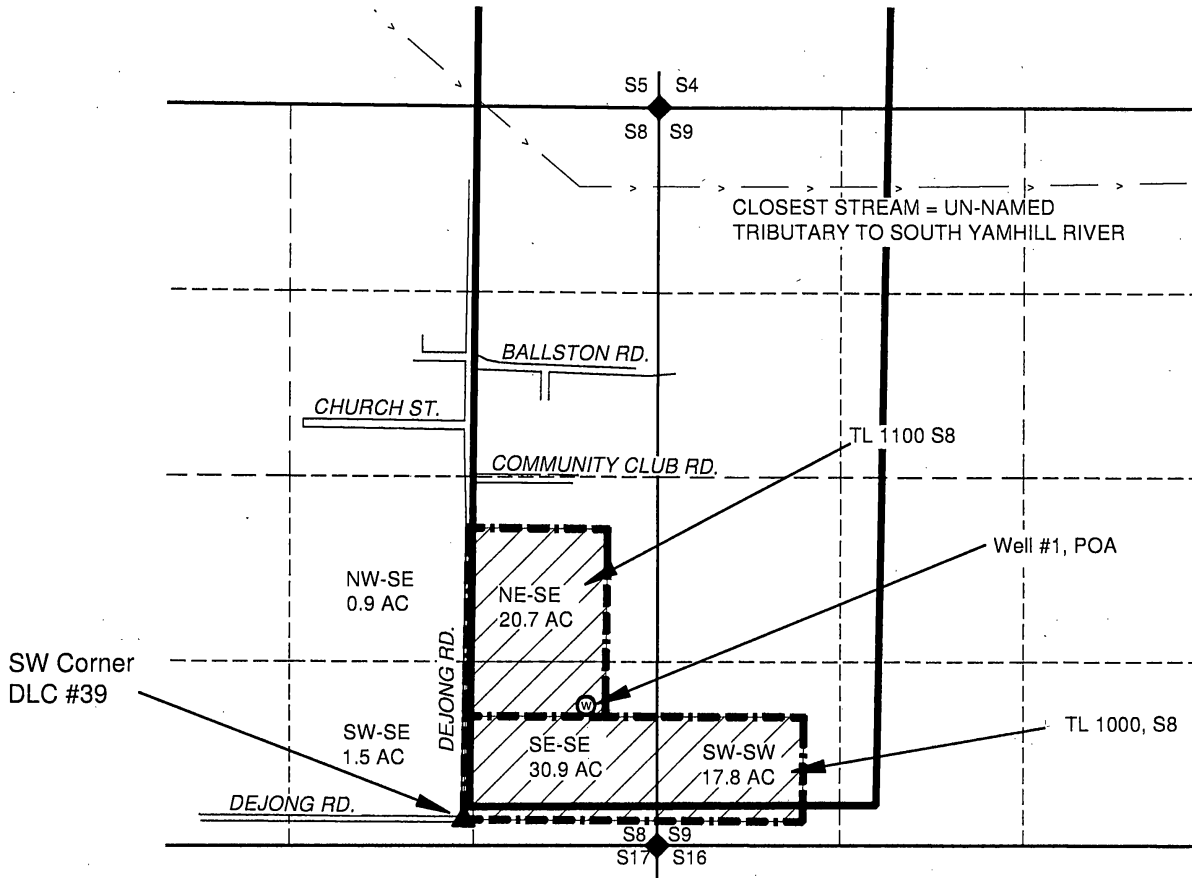 S5 S4
S8 S9
CLOSEST STREAM = UN-NAMED
TRIBUTARY TO SOUTH YAMHILL RIVER
BALLSTON RD.
CHURCH ST.
TL 1100 S8
COMMUNITY CLUB RD.
Well #1, POA
NW-SE
0.9 AC
NE-SE
20.7 AC
DEJONG RD.
SW Corner
DLC #39
W
SW-SE
1.5 AC
SE-SE
30.9 AC
SW-SW
17.8 AC
TL 1000, S8
DEJONG RD.
S8 S9
S17 S16